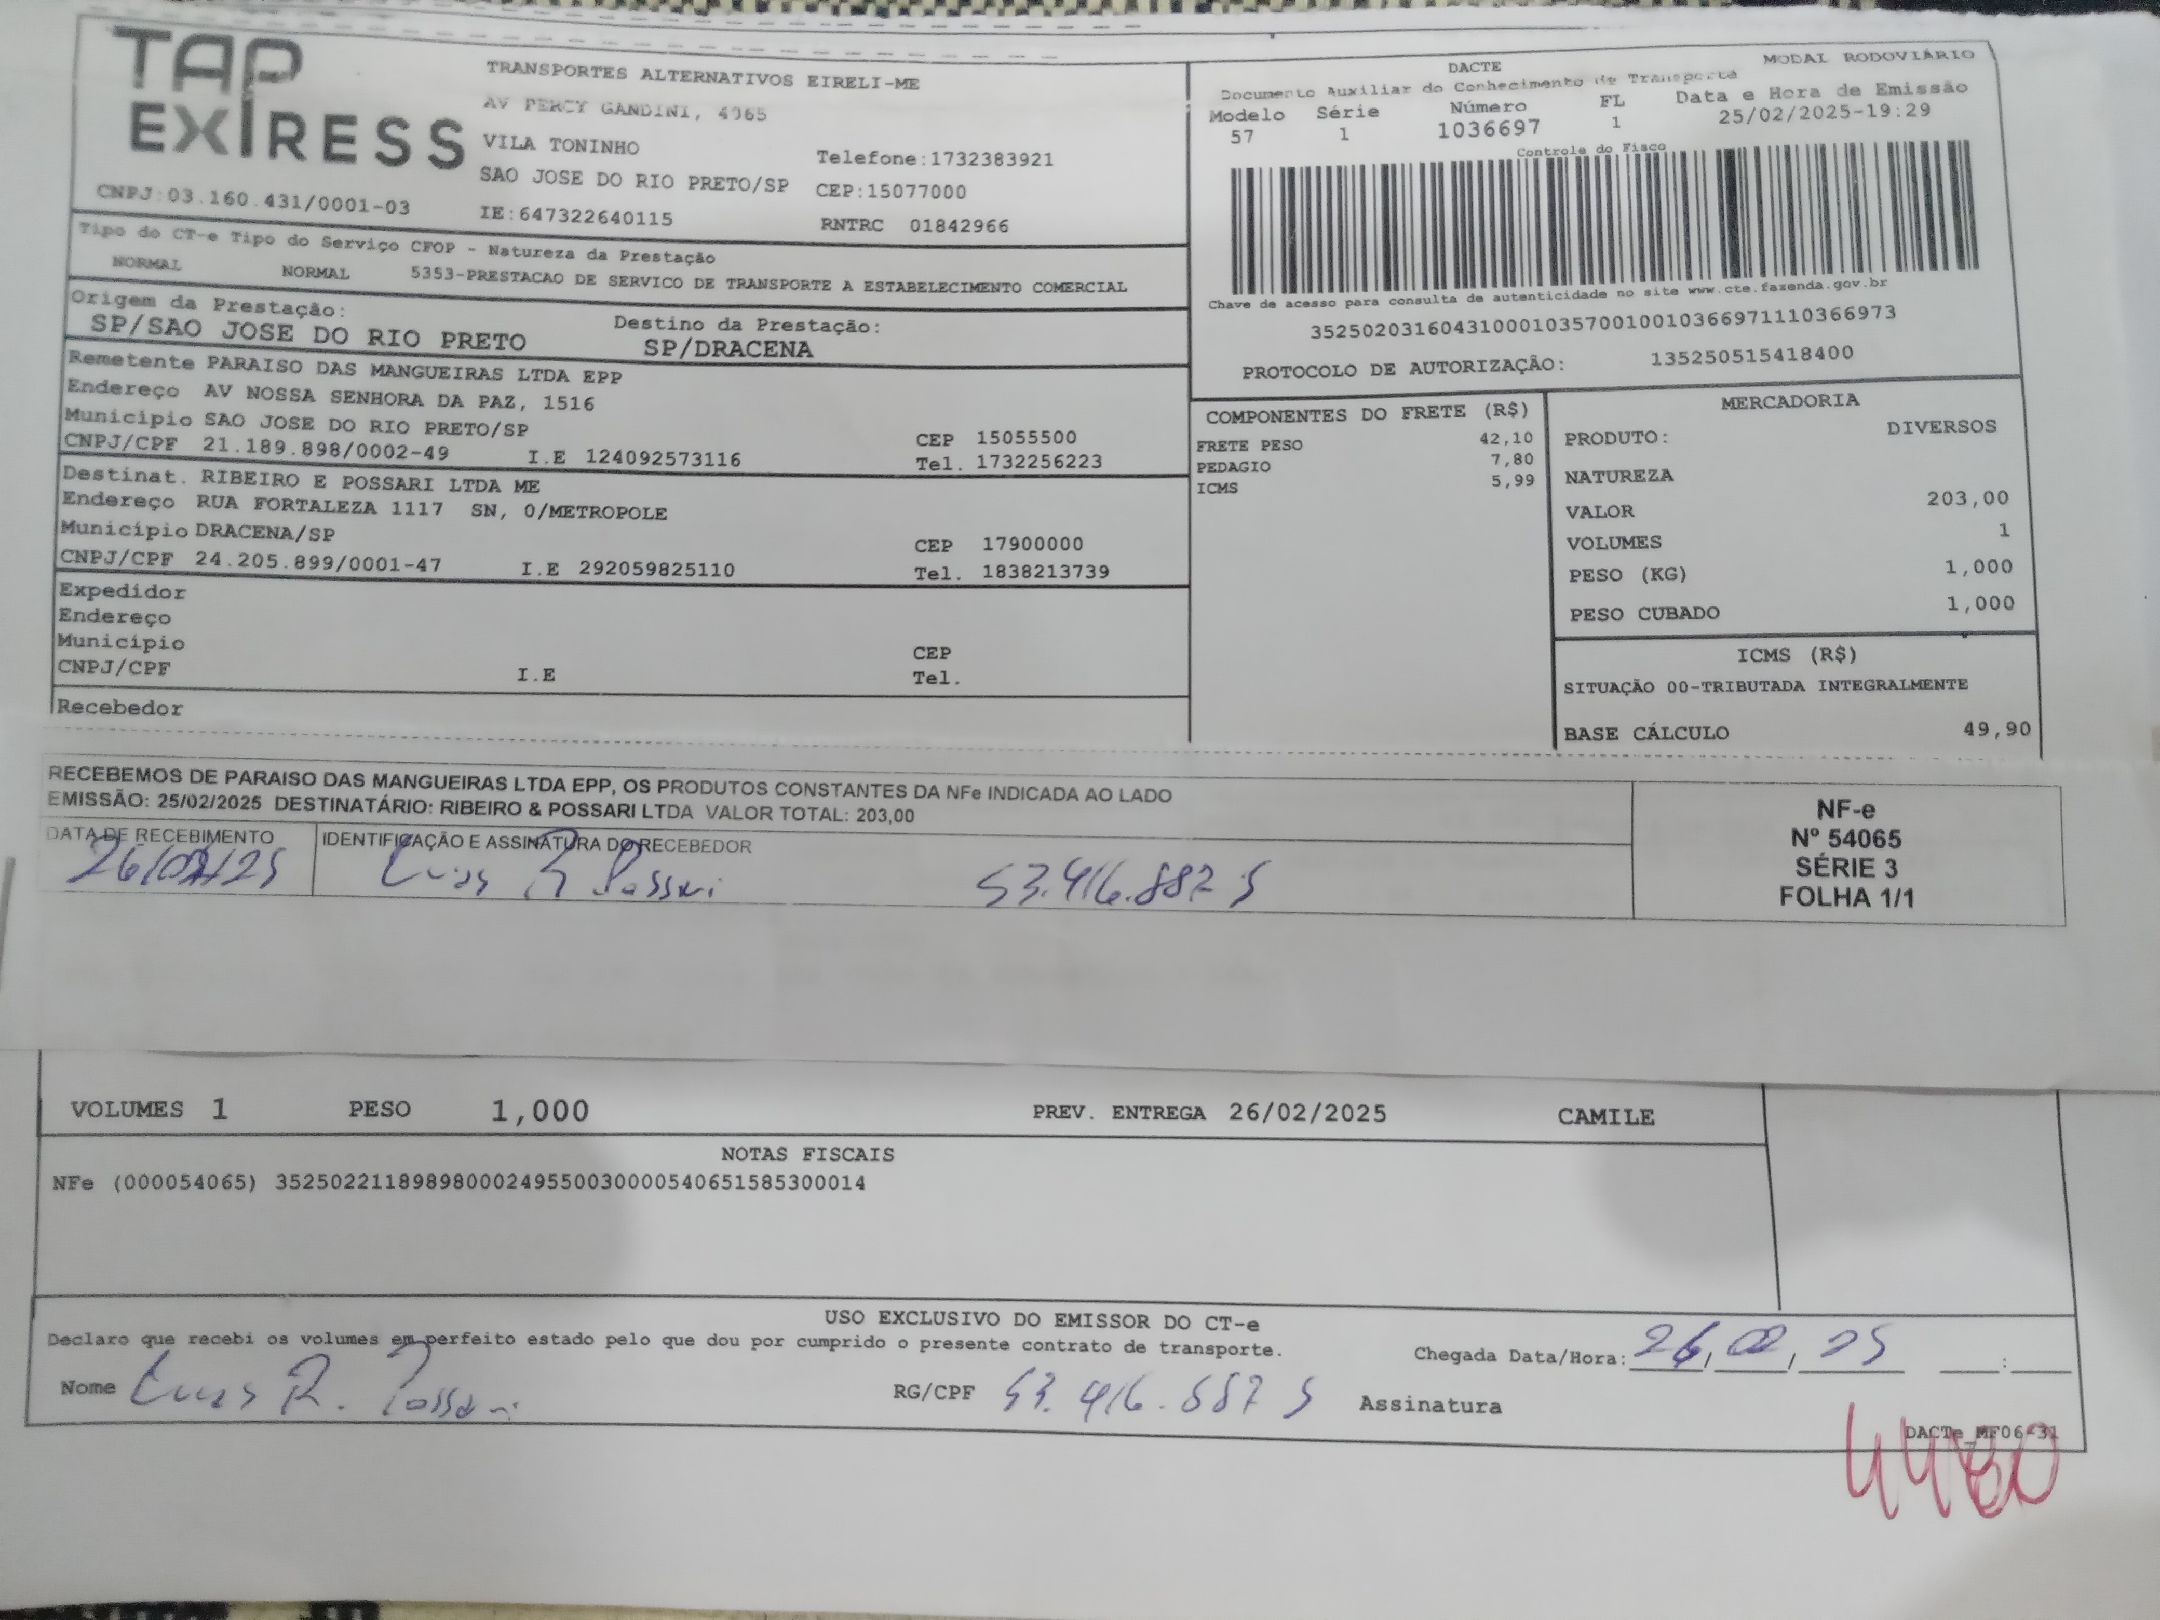 TAP
EXPRESS
CNPJ:03.160.431/0001-03
TRANSPORTES ALTERNATIVOS EIRELI-ME
AV PERCY GANDINI, 4065
VILA TONINHO
Telefone:1732383921
SAO JOSE DO RIO PRETO/SP CEP:15077000
IE:647322640115 RNTRC 01842966
MODAL RODOVIÁRIO
DACTE
Documento Auxiliar do Conhecimento de Transporte
Modelo Série Número FL Data e Hora de Emissão
57 1 1036697 1 25/02/2025-19:29
Controle do Fisco
Chave de acesso para consulta de autenticidade no site www.cte.fazenda.gov.br
35250203160431000103570010010366971110366973
PROTOCOLO DE AUTORIZAÇÃO: 135250515418400
Tipo do CT-e Tipo do Serviço CFOP - Natureza da Prestação
NORMAL NORMAL 5353-PRESTACAO DE SERVICO DE TRANSPORTE A ESTABELECIMENTO COMERCIAL
Origem da Prestação: Destino da Prestação:
SP/SAO JOSE DO RIO PRETO SP/DRACENA
Remetente PARAISO DAS MANGUEIRAS LTDA EPP
Endereço AV NOSSA SENHORA DA PAZ, 1516
Município SAO JOSE DO RIO PRETO/SP CEP 15055500
CNPJ/CPF 21.189.898/0002-49 I.E 124092573116 Tel. 1732256223
Destinat. RIBEIRO E POSSARI LTDA ME
Endereço RUA FORTALEZA 1117 SN, 0/METROPOLE
Município DRACENA/SP CEP 17900000
CNPJ/CPF 24.205.899/0001-47 I.E 292059825110 Tel. 1838213739
Expedidor
Endereço
Município CEP
CNPJ/CPF I.E Tel.
Recebedor
COMPONENTES DO FRETE (R$)
FRETE PESO 42,10
PEDAGIO 7,80
ICMS 5,99
MERCADORIA
PRODUTO: DIVERSOS
NATUREZA
VALOR 203,00
VOLUMES 1
PESO (KG) 1,000
PESO CUBADO 1,000
ICMS (R$)
SITUAÇÃO 00-TRIBUTADA INTEGRALMENTE
BASE CÁLCULO 49,90
RECEBEMOS DE PARAISO DAS MANGUEIRAS LTDA EPP, OS PRODUTOS CONSTANTES DA NFe INDICADA AO LADO
EMISSÃO: 25/02/2025 DESTINATÁRIO: RIBEIRO & POSSARI LTDA VALOR TOTAL: 203,00
DATA DE RECEBIMENTO IDENTIFICAÇÃO E ASSINATURA DO RECEBEDOR
26/02/25 Luis R Possari 53.416.887 5
NF-e
Nº 54065
SÉRIE 3
FOLHA 1/1
VOLUMES 1 PESO 1,000 PREV. ENTREGA 26/02/2025 CAMILE
NOTAS FISCAIS
NFe (000054065) 35250221189898000249550030000540651585300014
USO EXCLUSIVO DO EMISSOR DO CT-e
Declaro que recebi os volumes em perfeito estado pelo que dou por cumprido o presente contrato de transporte.
Chegada Data/Hora: 26, 02, 25 :
Nome Luis R. Possari RG/CPF 53.416.887 5 Assinatura
DACTe_MF06-31